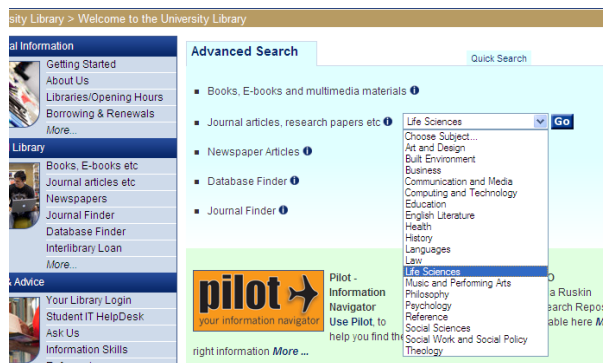 sity Library > Welcome to the University Library
al Information
Getting Started
About Us
Libraries/Opening Hours
Borrowing & Renewals
More...
Library
Books, E-books etc
Journal articles etc
Newspapers
Journal Finder
Database Finder
Interlibrary Loan
More...
& Advice
Your Library Login
Student IT HelpDesk
Ask Us
Information Skills
Advanced Search
Quick Search
Books, E-books and multimedia materials
Journal articles, research papers etc
Life Sciences
Go
Choose Subject...
Art and Design
Built Environment
Business
Communication and Media
Computing and Technology
Education
English Literature
Health
History
Languages
Law
Life Sciences
Music and Performing Arts
Philosophy
Psychology
Reference
Social Sciences
Social Work and Social Policy
Theology
Newspaper Articles
Database Finder
Journal Finder
pilot
your information navigator
Pilot -
Information
Navigator
Use Pilot, to
help you find the
right information More ...
O
a Ruskin
earch Repos
able here M